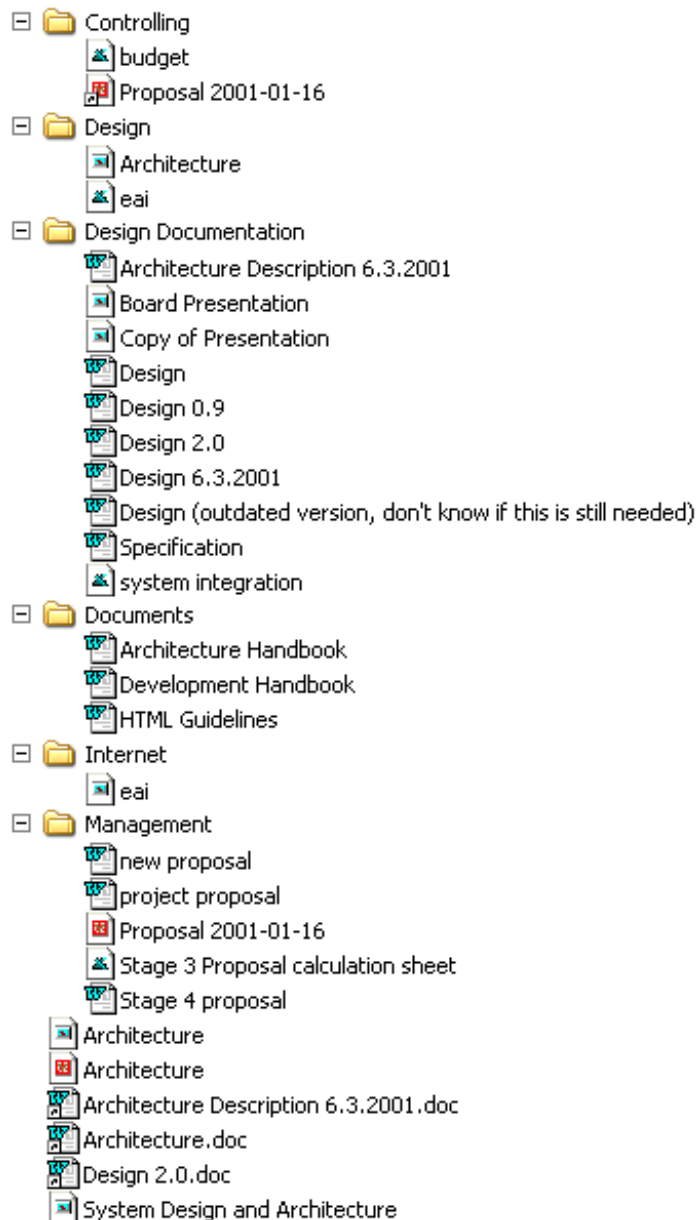 Controlling
budget
Proposal 2001-01-16
Design
Architecture
eai
Design Documentation
Architecture Description 6.3.2001
Board Presentation
Copy of Presentation
Design
Design 0.9
Design 2.0
Design 6.3.2001
Design (outdated version, don't know if this is still needed)
Specification
system integration
Documents
Architecture Handbook
Development Handbook
HTML Guidelines
Internet
eai
Management
new proposal
project proposal
Proposal 2001-01-16
Stage 3 Proposal calculation sheet
Stage 4 proposal
Architecture
Architecture
Architecture Description 6.3.2001.doc
Architecture.doc
Design 2.0.doc
System Design and Architecture